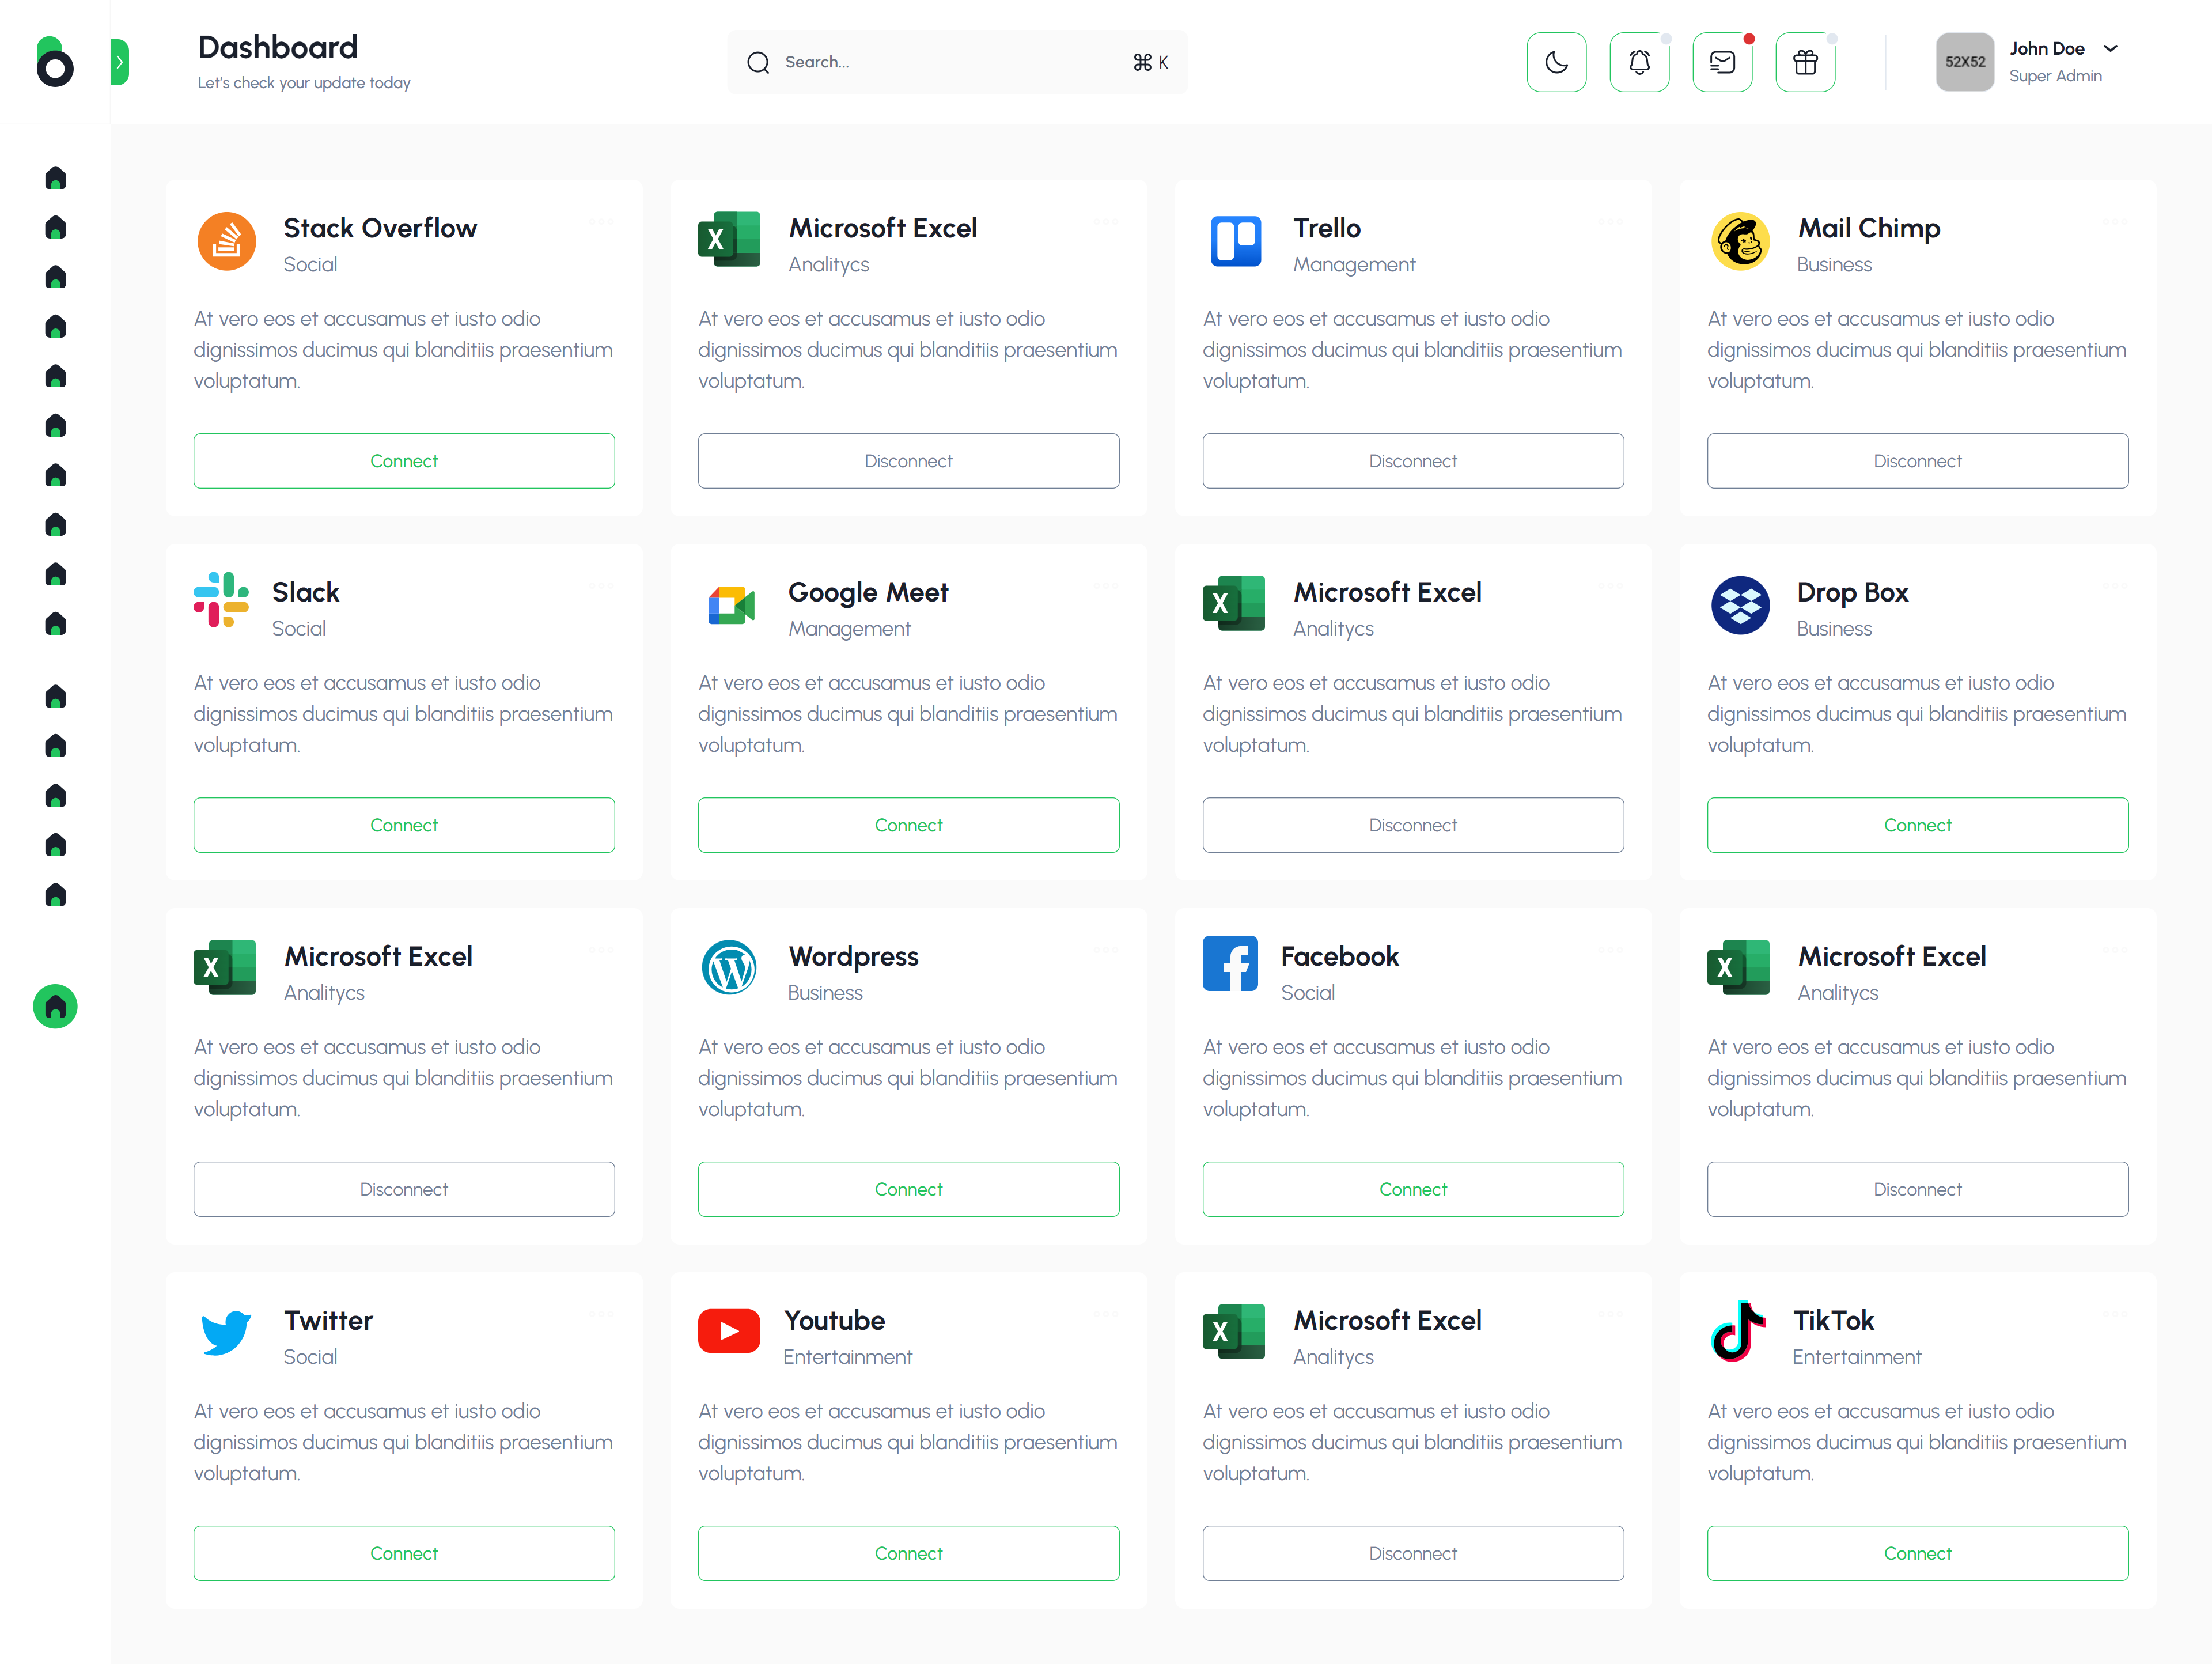 Dashboard
Let's check your update today
Search...
⌘ K
52X52
John Doe
Super Admin
Stack Overflow
Social
At vero eos et accusamus et iusto odio
dignissimos ducimus qui blanditiis praesentium
voluptatum.
Connect
Microsoft Excel
Analitycs
At vero eos et accusamus et iusto odio
dignissimos ducimus qui blanditiis praesentium
voluptatum.
Disconnect
Trello
Management
At vero eos et accusamus et iusto odio
dignissimos ducimus qui blanditiis praesentium
voluptatum.
Disconnect
Mail Chimp
Business
At vero eos et accusamus et iusto odio
dignissimos ducimus qui blanditiis praesentium
voluptatum.
Disconnect
Slack
Social
At vero eos et accusamus et iusto odio
dignissimos ducimus qui blanditiis praesentium
voluptatum.
Connect
Google Meet
Management
At vero eos et accusamus et iusto odio
dignissimos ducimus qui blanditiis praesentium
voluptatum.
Connect
Microsoft Excel
Analitycs
At vero eos et accusamus et iusto odio
dignissimos ducimus qui blanditiis praesentium
voluptatum.
Disconnect
Drop Box
Business
At vero eos et accusamus et iusto odio
dignissimos ducimus qui blanditiis praesentium
voluptatum.
Connect
Microsoft Excel
Analitycs
At vero eos et accusamus et iusto odio
dignissimos ducimus qui blanditiis praesentium
voluptatum.
Disconnect
Wordpress
Business
At vero eos et accusamus et iusto odio
dignissimos ducimus qui blanditiis praesentium
voluptatum.
Connect
Facebook
Social
At vero eos et accusamus et iusto odio
dignissimos ducimus qui blanditiis praesentium
voluptatum.
Connect
Microsoft Excel
Analitycs
At vero eos et accusamus et iusto odio
dignissimos ducimus qui blanditiis praesentium
voluptatum.
Disconnect
Twitter
Social
At vero eos et accusamus et iusto odio
dignissimos ducimus qui blanditiis praesentium
voluptatum.
Connect
Youtube
Entertainment
At vero eos et accusamus et iusto odio
dignissimos ducimus qui blanditiis praesentium
voluptatum.
Connect
Microsoft Excel
Analitycs
At vero eos et accusamus et iusto odio
dignissimos ducimus qui blanditiis praesentium
voluptatum.
Disconnect
TikTok
Entertainment
At vero eos et accusamus et iusto odio
dignissimos ducimus qui blanditiis praesentium
voluptatum.
Connect